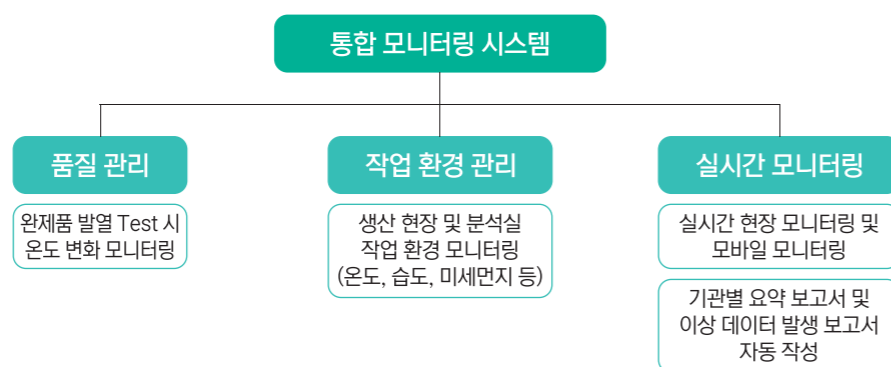 통합 모니터링 시스템
품질 관리
완제품 발열 Test 시
온도 변화 모니터링
작업 환경 관리
생산 현장 및 분석실
작업 환경 모니터링
(온도, 습도, 미세먼지 등)
실시간 모니터링
실시간 현장 모니터링 및
모바일 모니터링
기관별 요약 보고서 및
이상 데이터 발생 보고서
자동 작성